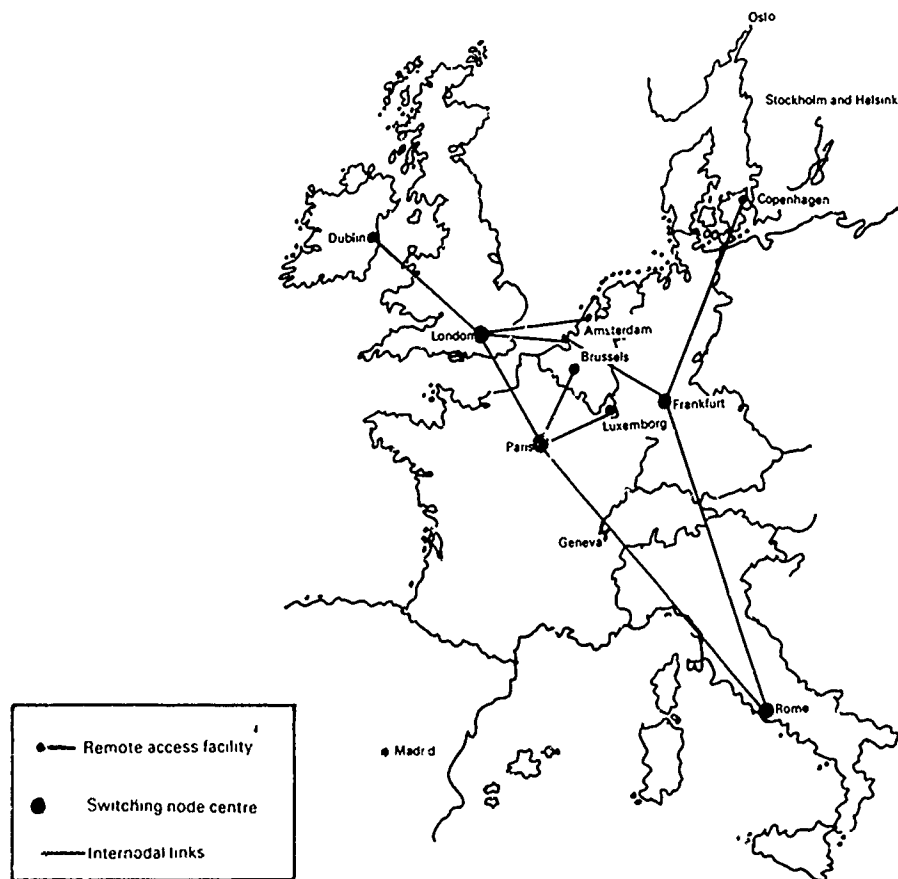 Oslo
Stockholm and Helsink
Copenhagen
Dublin
London
Amsterdam
Brussels
Frankfurt
Luxemborg
Paris
Geneva
Rome
Madrid
Remote access facility
Switching node centre
Internodal links